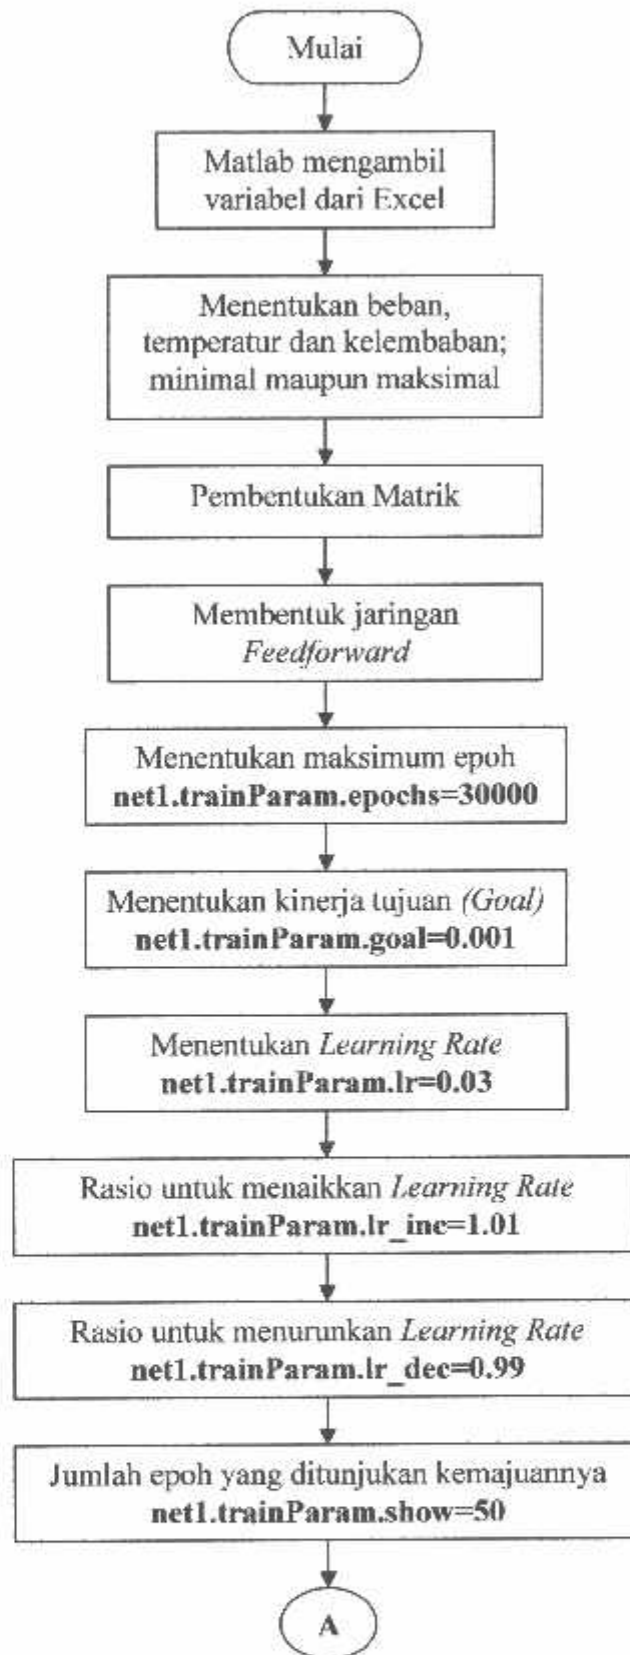 Mulai
Matlab mengambil
variabel dari Excel
Menentukan beban,
temperatur dan kelembaban;
minimal maupun maksimal
Pembentukan Matrik
Membentuk jaringan
Feedforward
Menentukan maksimum epoh
net1.trainParam.epochs=30000
Menentukan kinerja tujuan (Goal)
net1.trainParam.goal=0.001
Menentukan Learning Rate
net1.trainParam.lr=0.03
Rasio untuk menaikkan Learning Rate
net1.trainParam.lr_inc=1.01
Rasio untuk menurunkan Learning Rate
net1.trainParam.lr_dec=0.99
Jumlah epoh yang ditunjukan kemajuannya
net1.trainParam.show=50
A